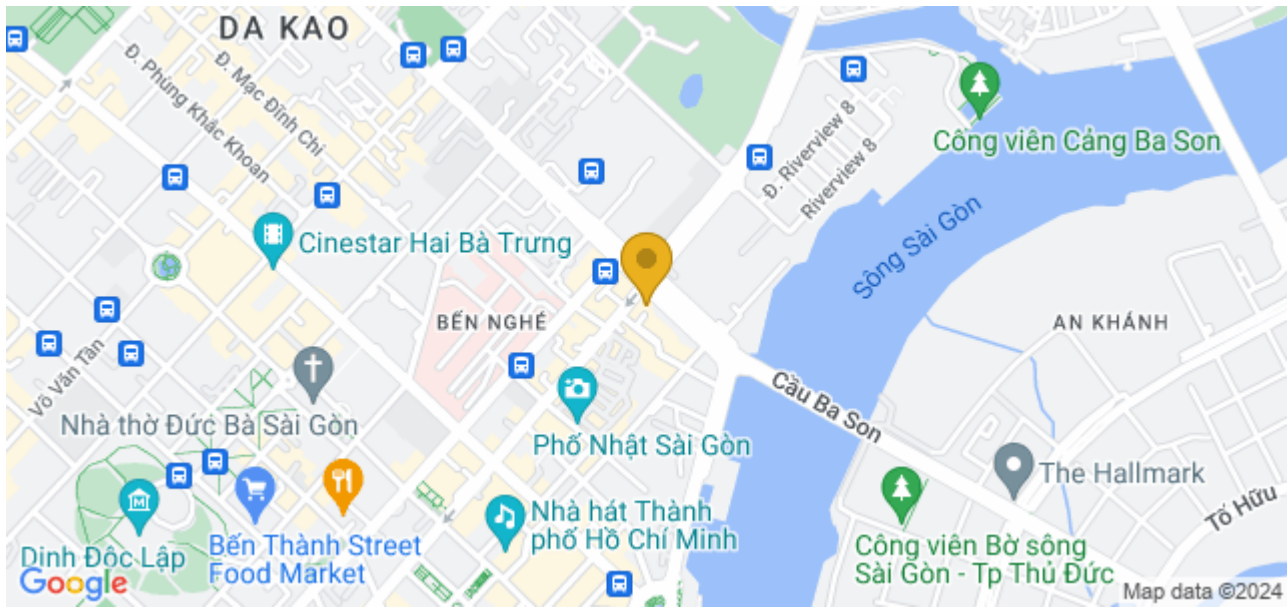 DA KAO
Đ. Mạc Đĩnh Chi
Đ. Phùng Khắc Khoan
Công viên Cảng Ba Son
Đ. Riverview 8
Riverview 8
Cinestar Hai Bà Trưng
Sông Sài Gòn
BẾN NGHÉ
AN KHÁNH
Võ Văn Tần
Nhà thờ Đức Bà Sài Gòn
Cầu Ba Son
Phố Nhật Sài Gòn
The Hallmark
Tố Hữu
Nhà hát Thành
phố Hồ Chí Minh
Dinh Độc Lập
Bến Thành Street
Food Market
Công viên Bờ sông
Sài Gòn - Tp Thủ Đức
Google
Map data ©2024